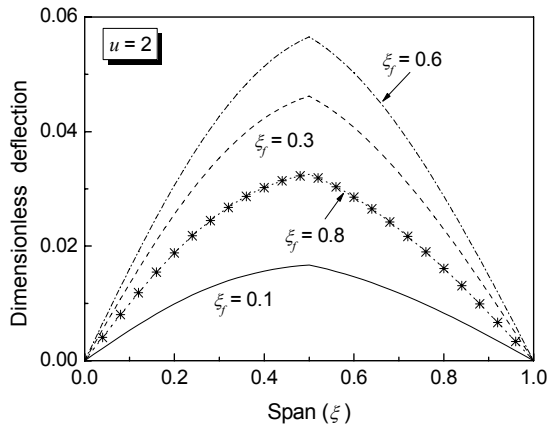 0.06
u = 2
ξf = 0.6
0.04
ξf = 0.3
Dimensionless deflection
0.02
ξf = 0.8
ξf = 0.1
0.00
0.0 0.2 0.4 0.6 0.8 1.0
Span (ξ)